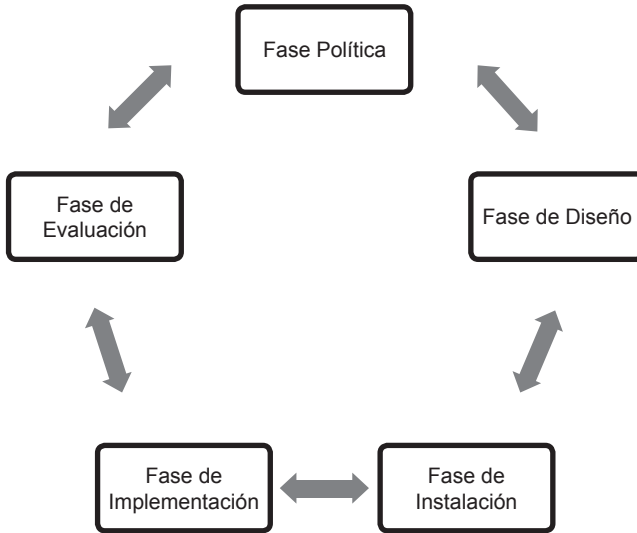 Fase Política
Fase de
Evaluación
Fase de Diseño
Fase de
Implementación
Fase de
Instalación